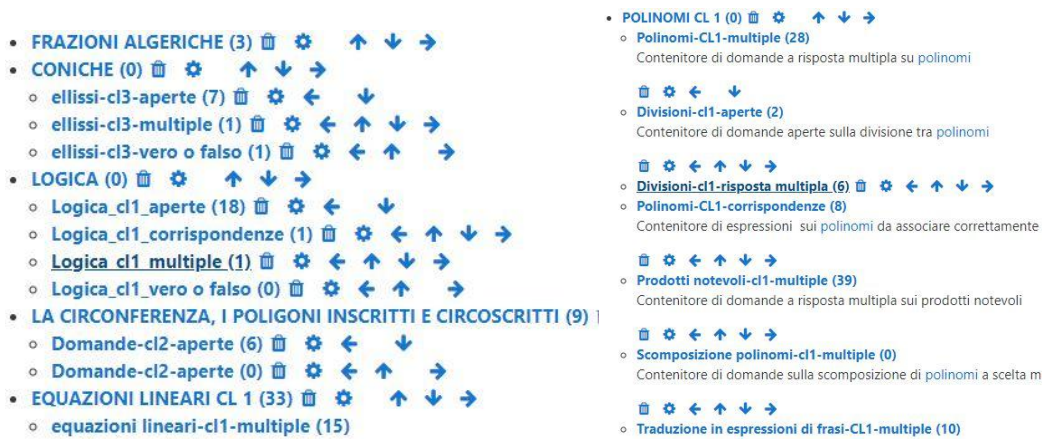 FRAZIONI ALGERICHE (3)
CONICHE (0)
ellissi-cl3-aperte (7)
ellissi-cl3-multiple (1)
ellissi-cl3-vero o falso (1)
LOGICA (0)
Logica_cl1_aperte (18)
Logica_cl1_corrispondenze (1)
Logica_cl1_multiple (1)
Logica_cl1_vero o falso (0)
LA CIRCONFERENZA, I POLIGONI INSCRITTI E CIRCOSCRITTI (9)
Domande-cl2-aperte (6)
Domande-cl2-aperte (0)
EQUAZIONI LINEARI CL 1 (33)
equazioni lineari-cl1-multiple (15)
POLINOMI CL 1 (0)
Polinomi-CL1-multiple (28)
Contenitore di domande a risposta multipla su polinomi
Divisioni-cl1-aperte (2)
Contenitore di domande aperte sulla divisione tra polinomi
Divisioni-cl1-risposta multipla (6)
Polinomi-CL1-corrispondenze (8)
Contenitore di espressioni sui polinomi da associare correttamente
Prodotti notevoli-cl1-multiple (39)
Contenitore di domande a risposta multipla sui prodotti notevoli
Scomposizione polinomi-cl1-multiple (0)
Contenitore di domande sulla scomposizione di polinomi a scelta m
Traduzione in espressioni di frasi-CL1-multiple (10)